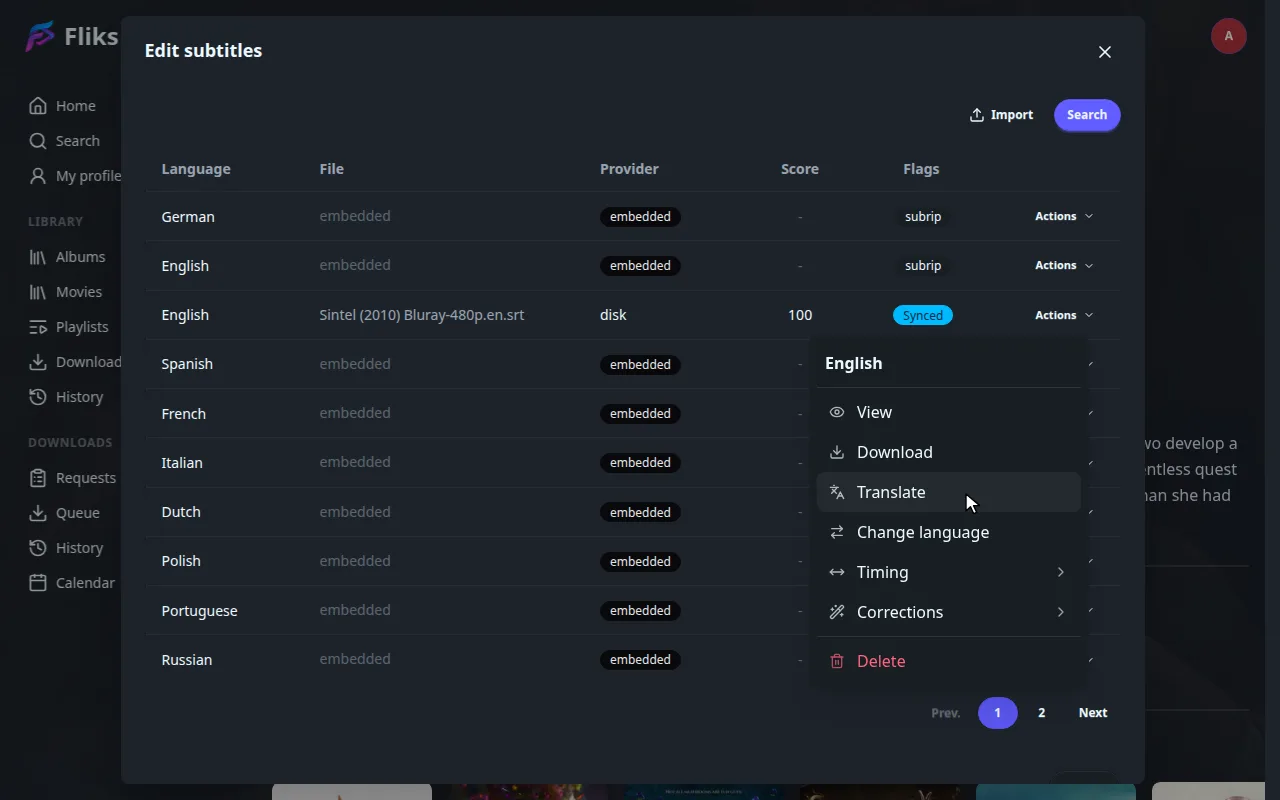 Fliks
Edit subtitles
A
Home
Search
My profile
LIBRARY
Albums
Movies
Playlists
Download
History
DOWNLOADS
Requests
Queue
History
Calendar
Import
Search
Language File Provider Score Flags
German embedded embedded - subrip Actions
English embedded embedded - subrip Actions
English Sintel (2010) Bluray-480p.en.srt disk 100 Synced Actions
Spanish embedded embedded -
French embedded embedded -
Italian embedded embedded -
Dutch embedded embedded -
Polish embedded embedded -
Portuguese embedded embedded -
Russian embedded embedded -
English
View
Download
Translate
Change language
Timing
Corrections
Delete
Prev. 1 2 Next
develop a
quest
she had